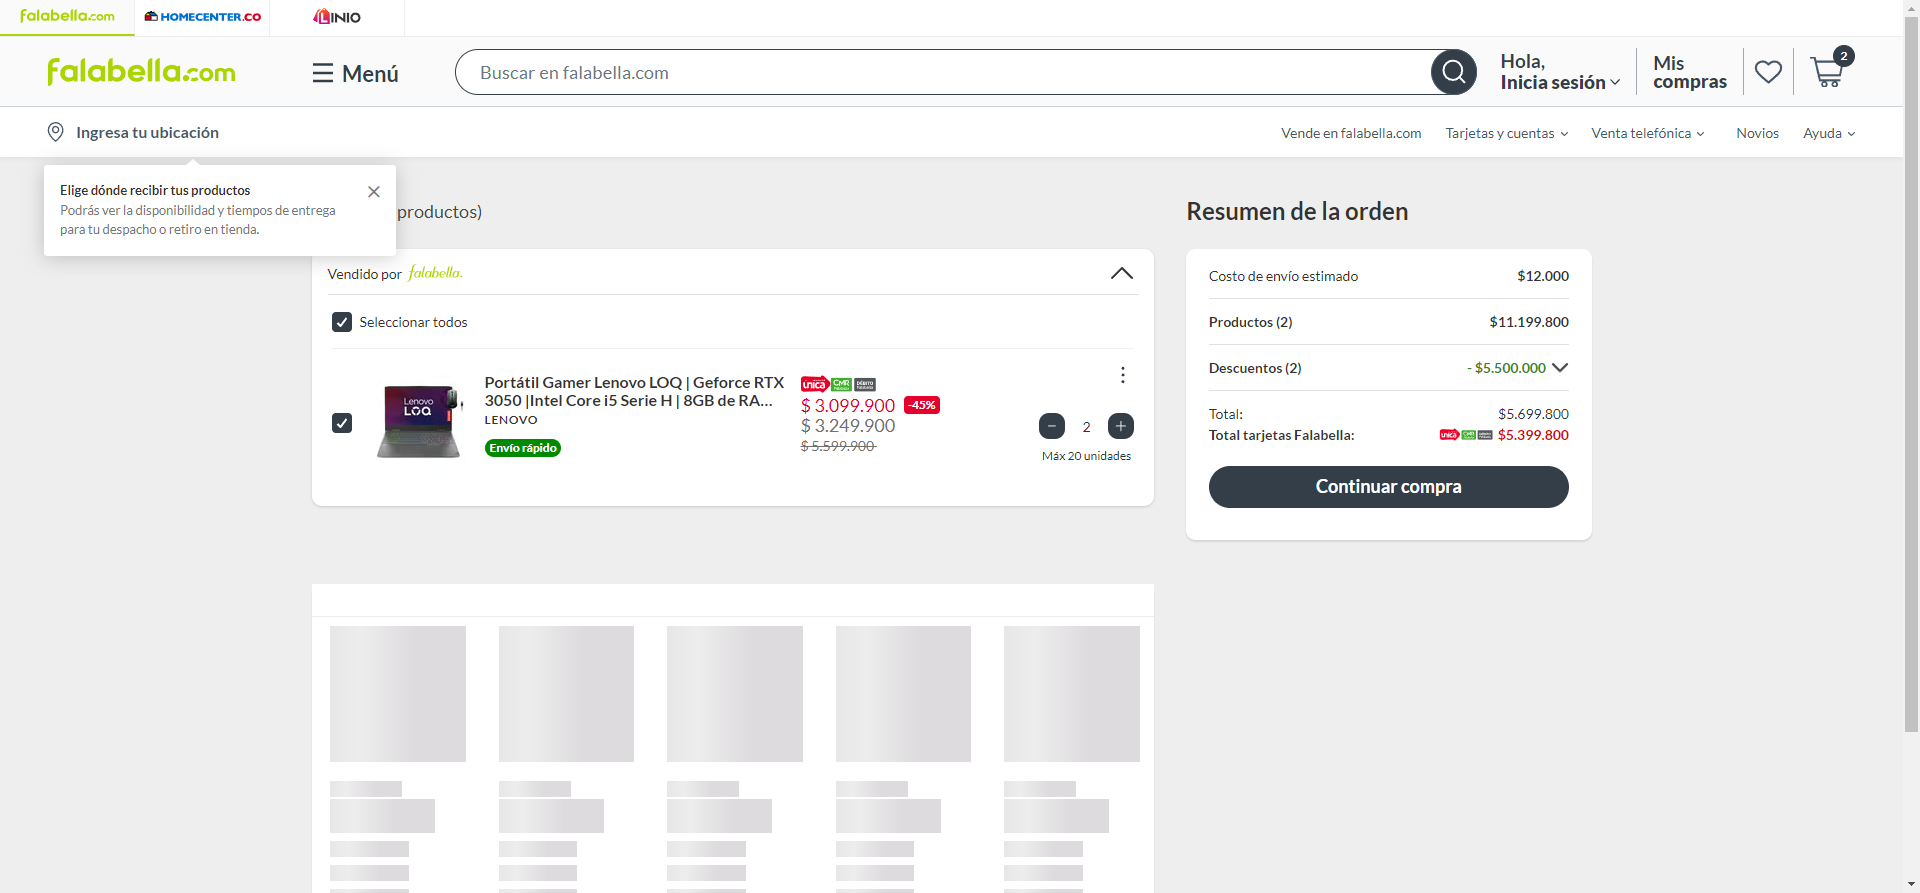 falabella.com
HOMECENTER.CO
LINIO
falabella.com
Menú
Buscar en falabella.com
Hola,
Inicia sesión
Mis
compras
2
Ingresa tu ubicación
Vende en falabella.com
Tarjetas y cuentas
Venta telefónica
Novios
Ayuda
Elige dónde recibir tus productos
Podrás ver la disponibilidad y tiempos de entrega
para tu despacho o retiro en tienda.
productos)
Vendido por falabella.
Seleccionar todos
Lenovo
LOQ
Portátil Gamer Lenovo LOQ | Geforce RTX
3050 |Intel Core i5 Serie H | 8GB de RA...
LENOVO
Envío rápido
única CMR DÉBITO
$ 3.099.900 -45%
$ 3.249.900
$ 5.599.900
− 2 +
Máx 20 unidades
Resumen de la orden
Costo de envío estimado $12.000
Productos (2) $11.199.800
Descuentos (2) - $5.500.000
Total: $5.699.800
Total tarjetas Falabella: única CMR $5.399.800
Continuar compra